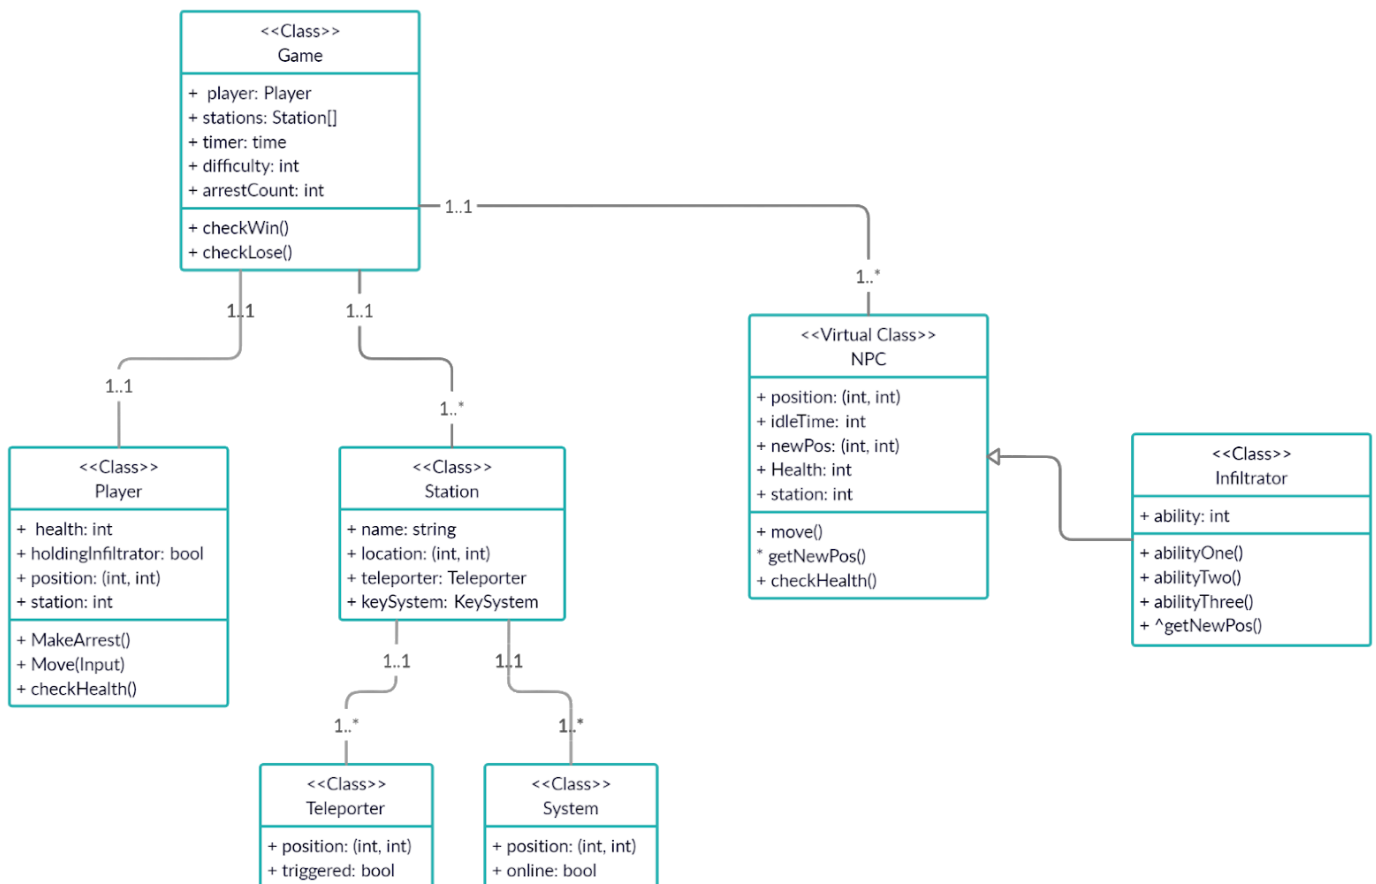 <<Class>>
Game
+ player: Player
+ stations: Station[]
+ timer: time
+ difficulty: int
+ arrestCount: int
+ checkWin()
+ checkLose()
1..1
1..*
1..1
1..1
1..1
1..*
<<Virtual Class>>
NPC
+ position: (int, int)
+ idleTime: int
+ newPos: (int, int)
+ Health: int
+ station: int
+ move()
* getNewPos()
+ checkHealth()
<<Class>>
Infiltrator
+ ability: int
+ abilityOne()
+ abilityTwo()
+ abilityThree()
+ ^getNewPos()
<<Class>>
Player
+ health: int
+ holdingInfiltrator: bool
+ position: (int, int)
+ station: int
+ MakeArrest()
+ Move(Input)
+ checkHealth()
<<Class>>
Station
+ name: string
+ location: (int, int)
+ teleporter: Teleporter
+ keySystem: KeySystem
1..1
1..1
1..*
1..*
<<Class>>
Teleporter
+ position: (int, int)
+ triggered: bool
<<Class>>
System
+ position: (int, int)
+ online: bool